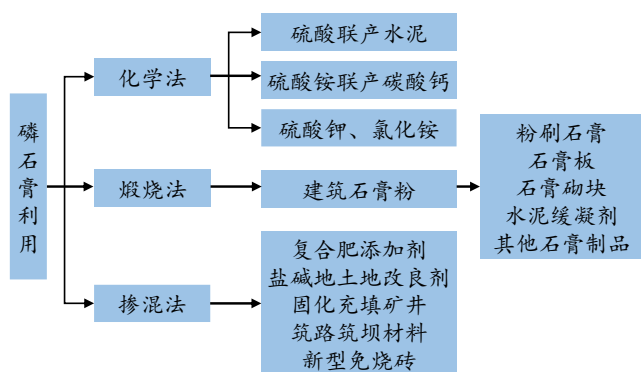 磷石膏利用
化学法
硫酸联产水泥
硫酸铵联产碳酸钙
硫酸钾、氯化铵
煅烧法
建筑石膏粉
粉刷石膏
石膏板
石膏砌块
水泥缓凝剂
其他石膏制品
掺混法
复合肥添加剂
盐碱地土地改良剂
固化充填矿井
筑路筑坝材料
新型免烧砖